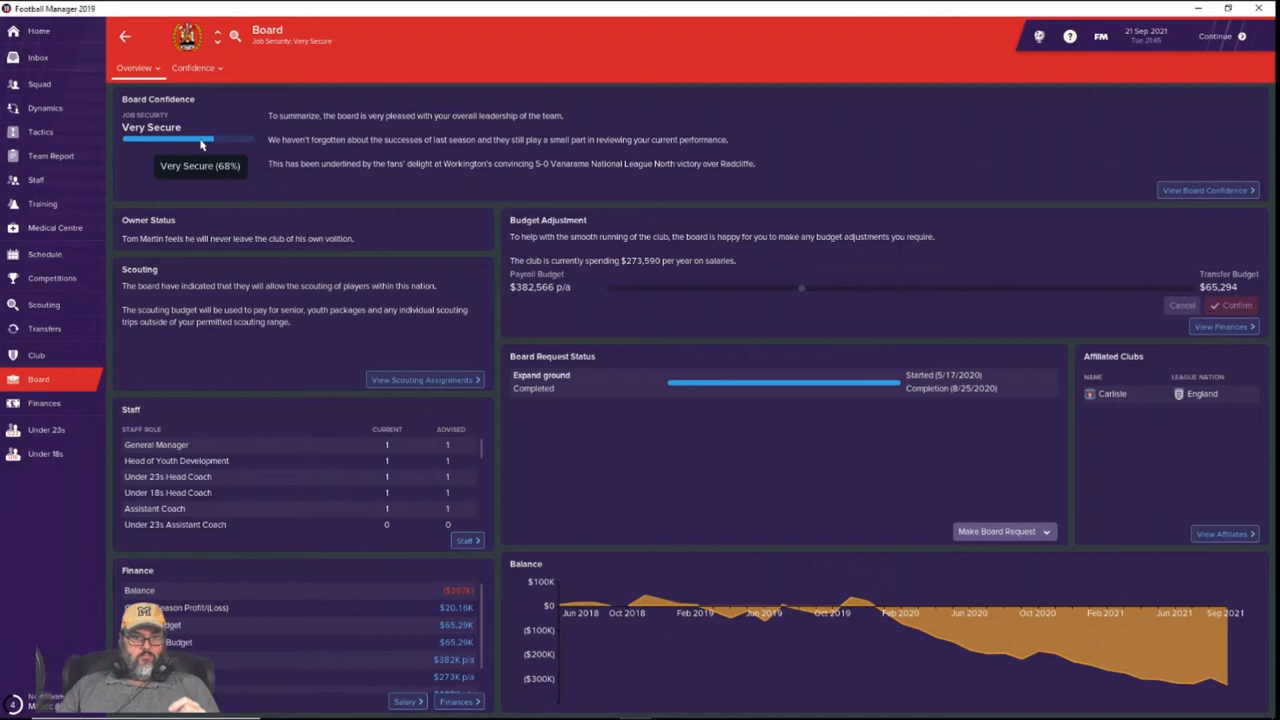 Football Manager 2019
Home
Inbox
Squad
Dynamics
Tactics
Team Report
Staff
Training
Medical Centre
Schedule
Competitions
Scouting
Transfers
Club
Board
Finances
Under 23s
Under 18s
Board
Job Security: Very Secure
FM
21 Sep 2021
Tue 21:45
Continue
Overview
Confidence
Board Confidence
JOB SECURITY
Very Secure
Very Secure (68%)
To summarize, the board is very pleased with your overall leadership of the team.
We haven't forgotten about the successes of last season and they still play a small part in reviewing your current performance.
This has been underlined by the fans' delight at Workington's convincing 5-0 Vanarama National League North victory over Radcliffe.
View Board Confidence >
Owner Status
Tom Martin feels he will never leave the club of his own volition.
Scouting
The board have indicated that they will allow the scouting of players within this nation.
The scouting budget will be used to pay for senior, youth packages and any individual scouting
trips outside of your permitted scouting range.
View Scouting Assignments >
Budget Adjustment
To help with the smooth running of the club, the board is happy for you to make any budget adjustments you require.
The club is currently spending $273,590 per year on salaries.
Payroll Budget
$382,566 p/a
Transfer Budget
$65,294
Cancel
Confirm
View Finances >
Board Request Status
Expand ground
Completed
Started (5/17/2020)
Completion (8/25/2020)
Make Board Request
Affiliated Clubs
NAME LEAGUE NATION
Carlisle England
View Affiliates >
Staff
STAFF ROLE CURRENT ADVISED
General Manager 1 1
Head of Youth Development 1 1
Under 23s Head Coach 1 1
Under 18s Head Coach 1 1
Assistant Coach 1 1
Under 23s Assistant Coach 0 0
Staff >
Finance
Balance ($297K)
eason Profit/(Loss) $20.16K
dget $65.29K
Budget $65.29K
$382K p/a
$273K p/a
Salary >
Finances >
Balance
$100K
$0
($100K)
($200K)
($300K)
Jun 2018 Oct 2018 Feb 2019 Jun 2019 Oct 2019 Feb 2020 Jun 2020 Oct 2020 Feb 2021 Jun 2021 Sep 2021
4